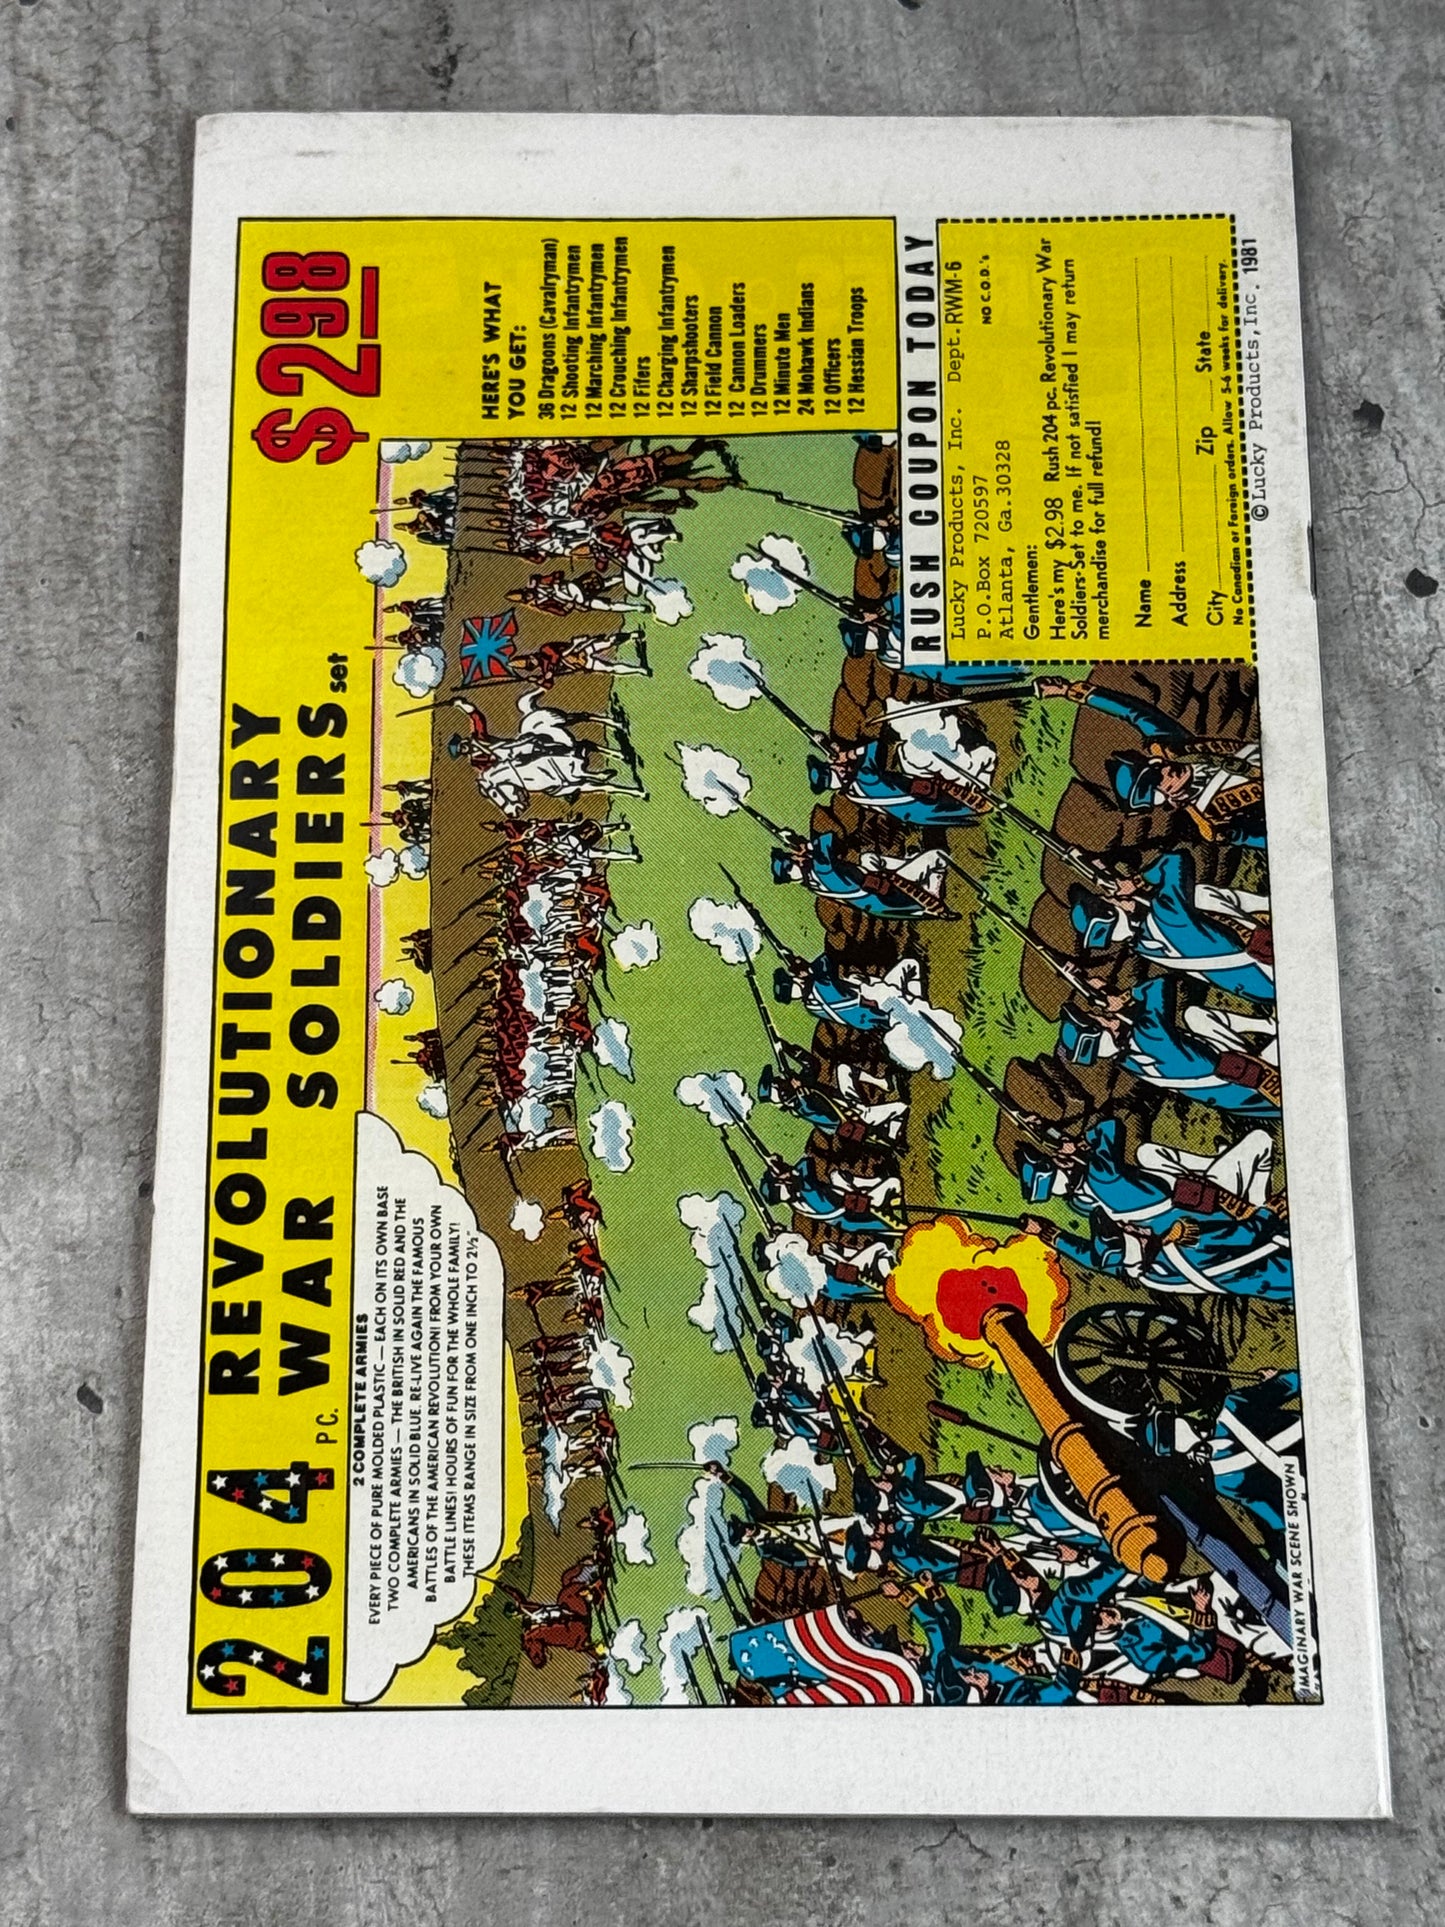 204 PC. REVOLUTIONARY
WAR SOLDIERS set
$298
2 COMPLETE ARMIES
EVERY PIECE OF PURE MOLDED PLASTIC — EACH ON ITS OWN BASE
TWO COMPLETE ARMIES — THE BRITISH IN SOLID RED AND THE
AMERICANS IN SOLID BLUE. RE-LIVE AGAIN THE FAMOUS
BATTLES OF THE AMERICAN REVOLUTION! FROM YOUR OWN
BATTLE LINES! HOURS OF FUN FOR THE WHOLE FAMILY!
THESE ITEMS RANGE IN SIZE FROM ONE INCH TO 2½"
HERE'S WHAT
YOU GET:
36 Dragoons (Cavalryman)
12 Shooting Infantrymen
12 Marching Infantrymen
12 Crouching Infantrymen
12 Fifers
12 Charging Infantrymen
12 Sharpshooters
12 Field Cannon
12 Cannon Loaders
12 Drummers
12 Minute Men
24 Mohawk Indians
12 Officers
12 Hessian Troops
RUSH COUPON TODAY
Lucky Products, Inc. Dept. RWM-6
P.O.Box 720597 NO C.O.D.'s
Atlanta, Ga.30328
Gentlemen:
Here's my $2.98 Rush 204 pc. Revolutionary War
Soldiers-Set to me. If not satisfied I may return
merchandise for full refund!
Name
Address
City Zip State
No Canadian or Foreign orders. Allow 5-6 weeks for delivery.
© Lucky Products, Inc. 1981
IMAGINARY WAR SCENE SHOWN